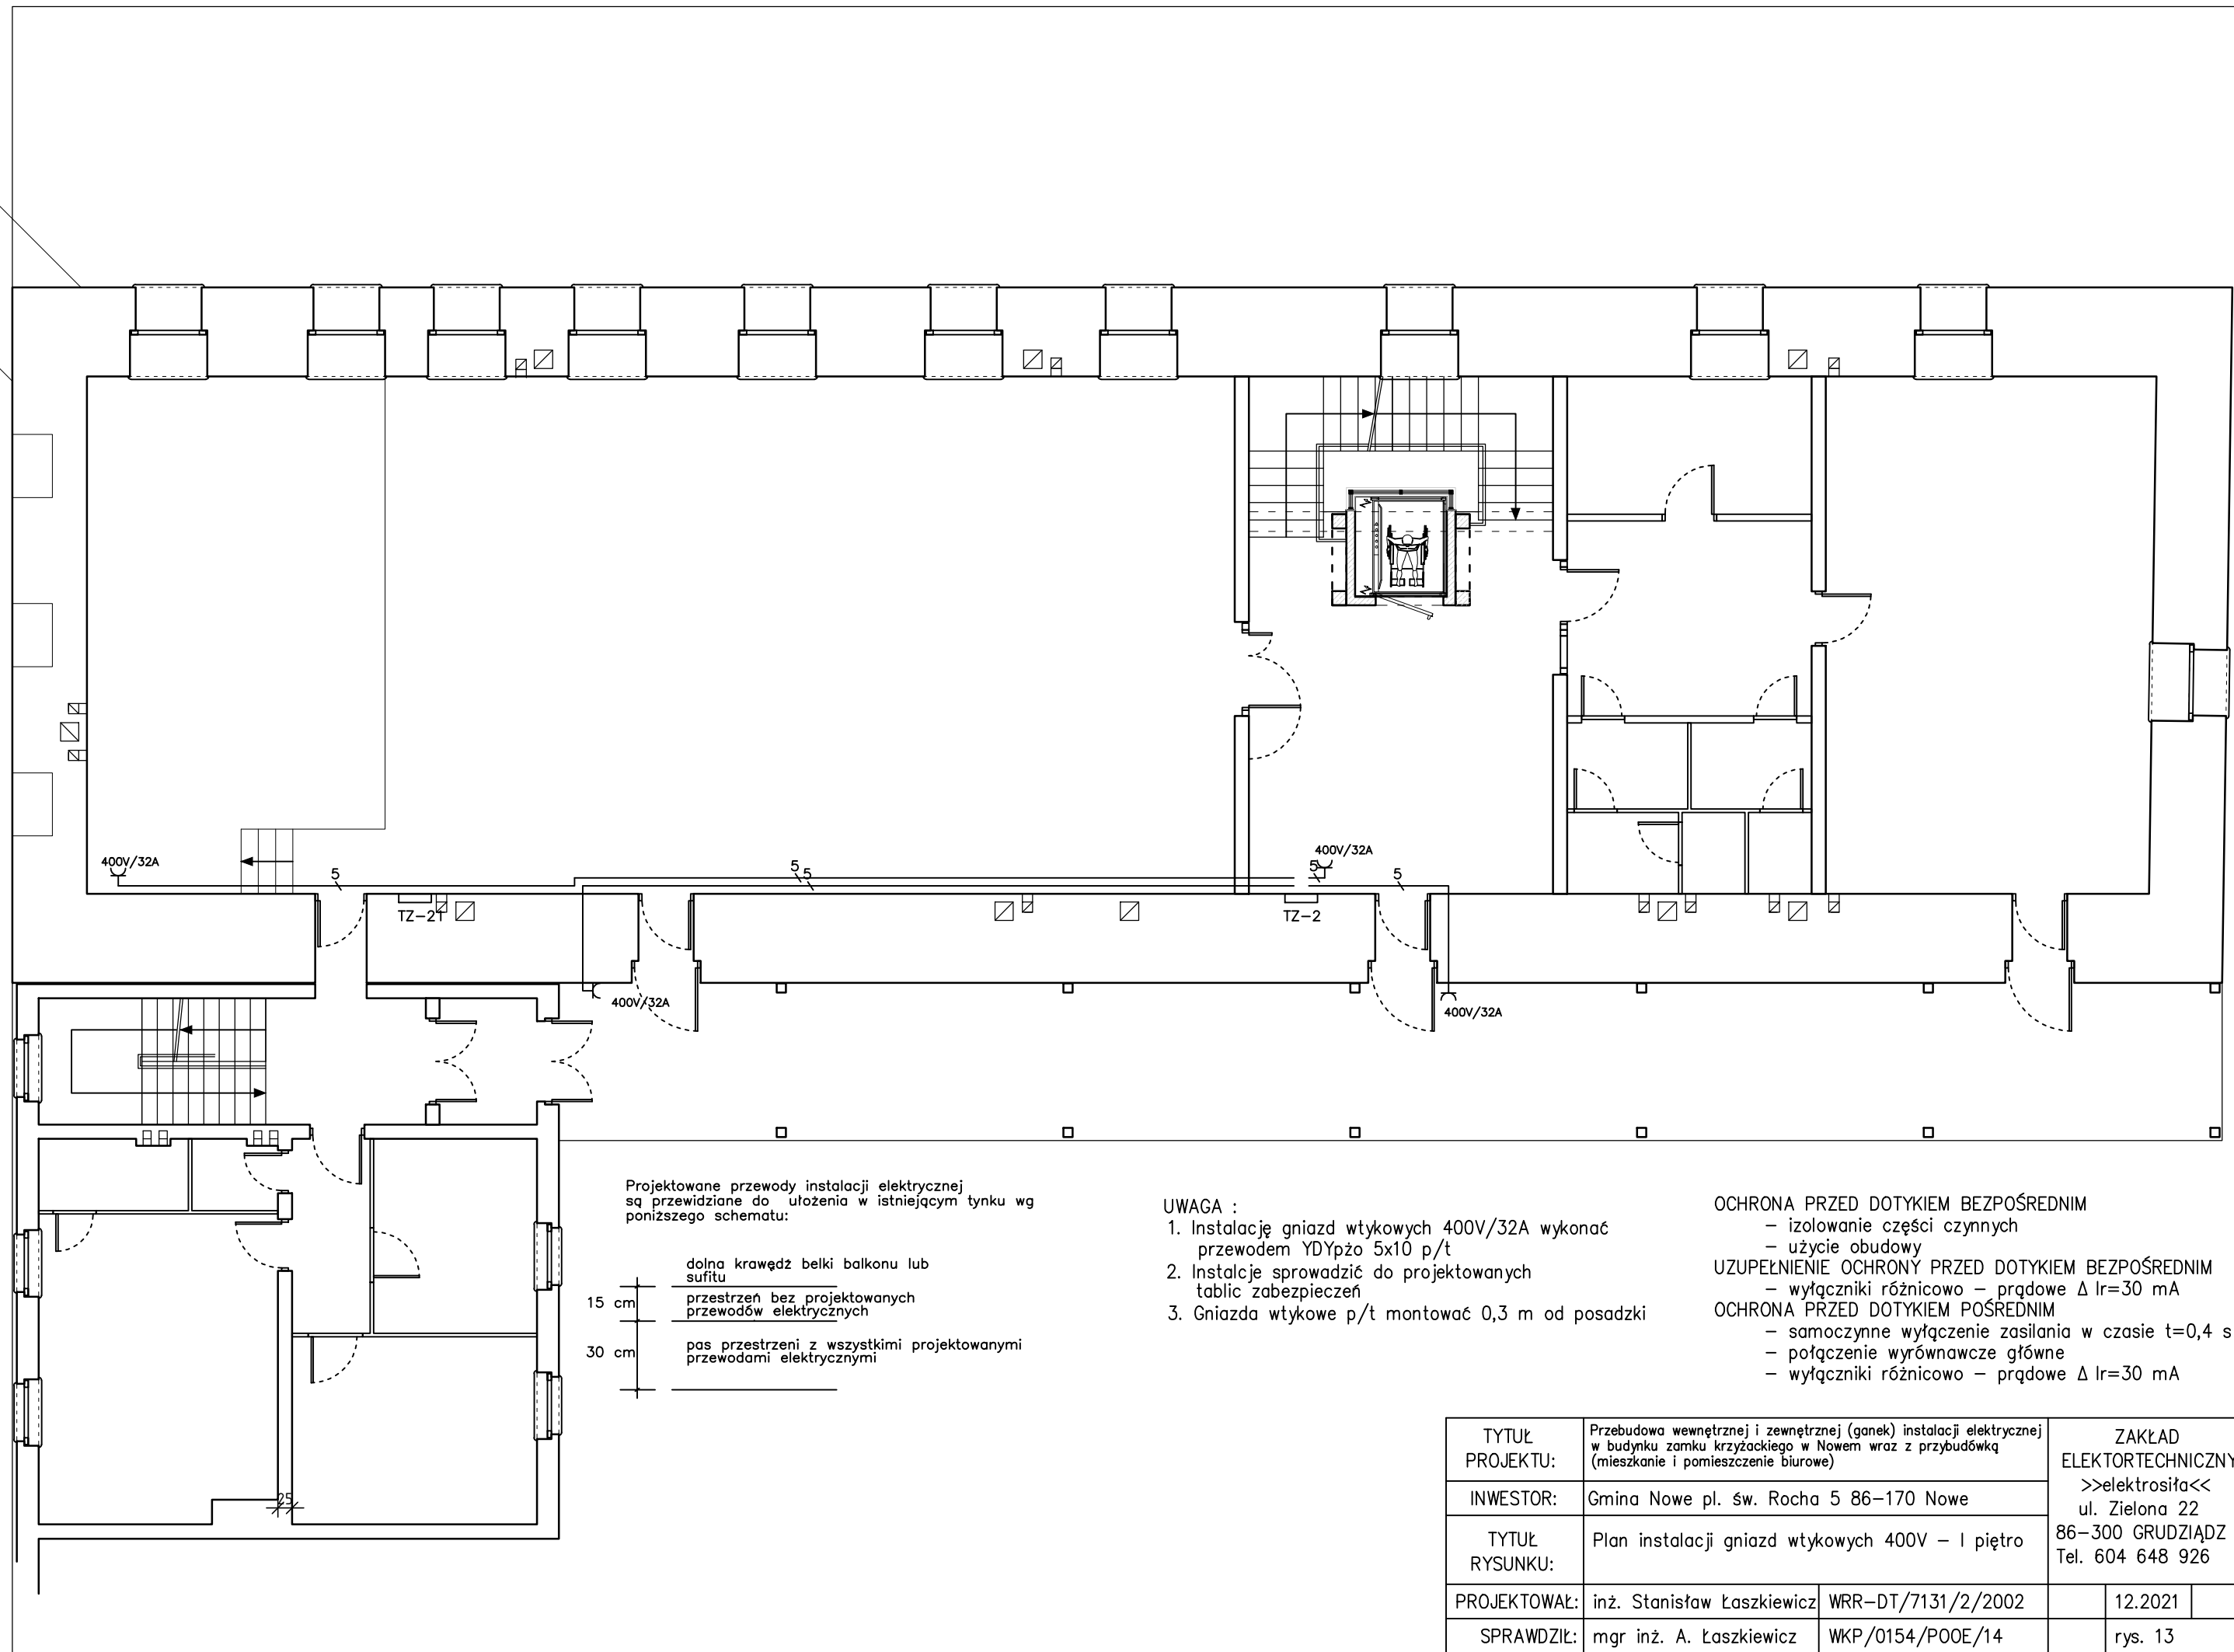 400V/32A
5
5
5
5
400V/32A
5
TZ-21
TZ-2
400V/32A
400V/32A
25
Projektowane przewody instalacji elektrycznej
są przewidziane do ułożenia w istniejącym tynku wg
poniższego schematu:
dolna krawędź belki balkonu lub
sufitu
15 cm
przestrzeń bez projektowanych
przewodów elektrycznych
30 cm
pas przestrzeni z wszystkimi projektowanymi
przewodami elektrycznymi
UWAGA :
1. Instalację gniazd wtykowych 400V/32A wykonać
przewodem YDYpżo 5x10 p/t
2. Instalcje sprowadzić do projektowanych
tablic zabezpieczeń
3. Gniazda wtykowe p/t montować 0,3 m od posadzki
OCHRONA PRZED DOTYKIEM BEZPOŚREDNIM
– izolowanie części czynnych
– użycie obudowy
UZUPEŁNIENIE OCHRONY PRZED DOTYKIEM BEZPOŚREDNIM
– wyłączniki różnicowo – prądowe Δ Ir=30 mA
OCHRONA PRZED DOTYKIEM POŚREDNIM
– samoczynne wyłączenie zasilania w czasie t=0,4 s
– połączenie wyrównawcze główne
– wyłączniki różnicowo – prądowe Δ Ir=30 mA
TYTUŁ
PROJEKTU:
Przebudowa wewnętrznej i zewnętrznej (ganek) instalacji elektrycznej
w budynku zamku krzyżackiego w Nowem wraz z przybudówką
(mieszkanie i pomieszczenie biurowe)
ZAKŁAD
ELEKTORTECHNICZNY
>>elektrosiła<<
ul. Zielona 22
86–300 GRUDZIĄDZ
Tel. 604 648 926
INWESTOR:
Gmina Nowe pl. św. Rocha 5 86–170 Nowe
TYTUŁ
RYSUNKU:
Plan instalacji gniazd wtykowych 400V – I piętro
PROJEKTOWAŁ:
inż. Stanisław Łaszkiewicz
WRR–DT/7131/2/2002
12.2021
SPRAWDZIŁ:
mgr inż. A. Łaszkiewicz
WKP/0154/POOE/14
rys. 13